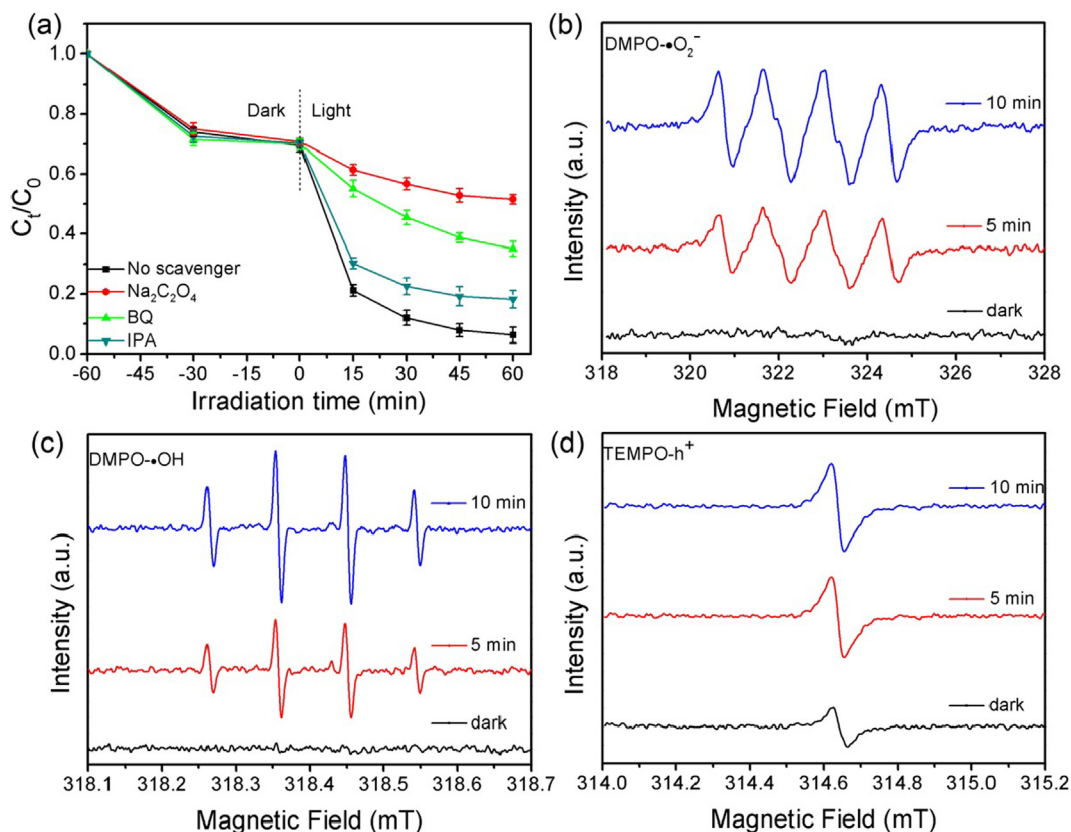 (a)
1.0
0.8
0.6
0.4
0.2
0.0
Cₜ/C₀
Dark
Light
No scavenger
Na₂C₂O₄
BQ
IPA
-60 -45 -30 -15 0 15 30 45 60
Irradiation time (min)
(b)
DMPO-•O₂⁻
10 min
5 min
dark
Intensity (a.u.)
318 320 322 324 326 328
Magnetic Field (mT)
(c)
DMPO-•OH
10 min
5 min
dark
Intensity (a.u.)
318.1 318.2 318.3 318.4 318.5 318.6 318.7
Magnetic Field (mT)
(d)
TEMPO-h⁺
10 min
5 min
dark
Intensity (a.u.)
314.0 314.2 314.4 314.6 314.8 315.0 315.2
Magnetic Field (mT)